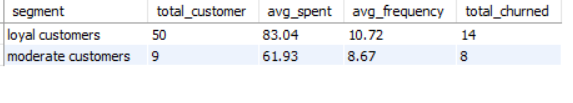 segment total_customer avg_spent avg_frequency total_churned
loyal customers 50 83.04 10.72 14
moderate customers 9 61.93 8.67 8